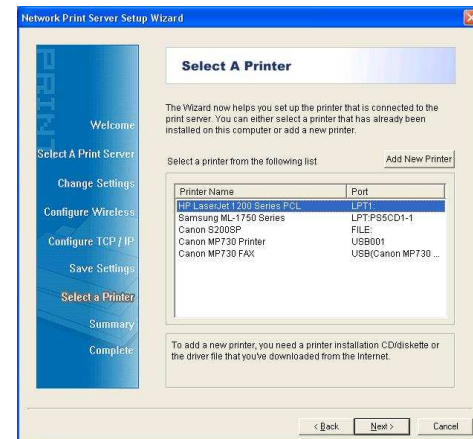 Network Print Server Setup Wizard
PRINT
Select A Printer
Welcome
Select A Print Server
Change Settings
Configure Wireless
Configure TCP / IP
Save Settings
Select a Printer
Summary
Complete
The Wizard now helps you set up the printer that is connected to the
print server. You can either select a printer that has already been
installed on this computer or add a new printer.
Select a printer from the following list
Add New Printer
Printer Name Port
HP LaserJet 1200 Series PCL LPT1:
Samsung ML-1750 Series LPT:PS5CD1-1
Canon S200SP FILE:
Canon MP730 Printer USB001
Canon MP730 FAX USB(Canon MP730 ...
To add a new printer, you need a printer installation CD/diskette or
the driver file that you've downloaded from the Internet.
< Back Next > Cancel